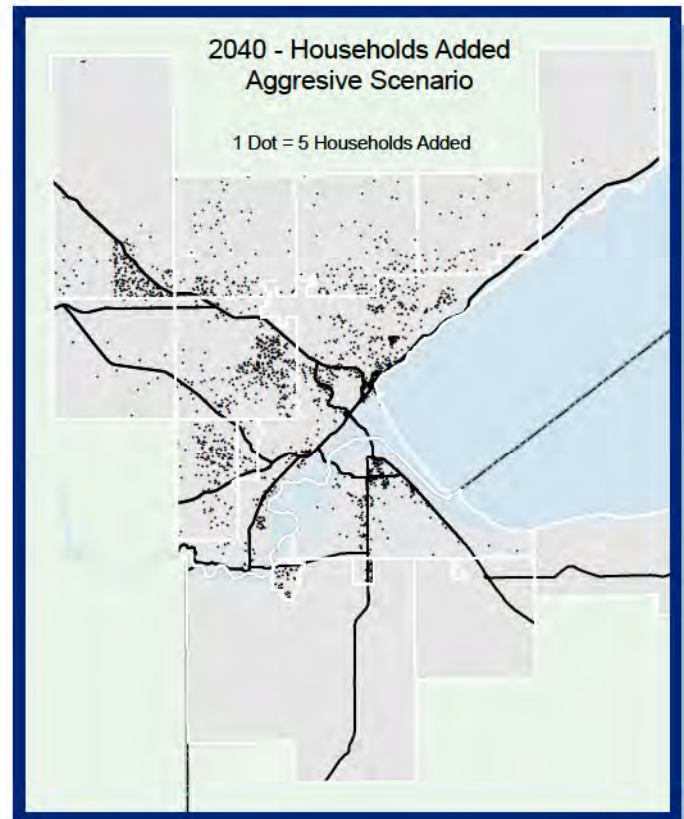 2040 - Households Added
Aggresive Scenario
1 Dot = 5 Households Added